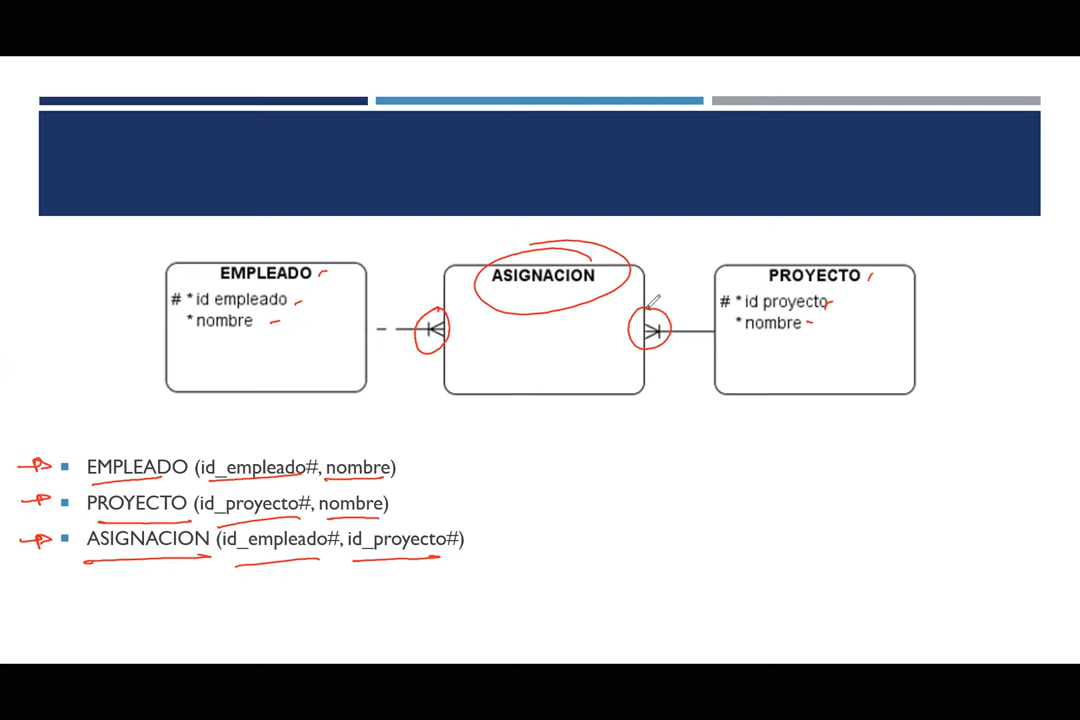 EMPLEADO
# * id empleado
* nombre
ASIGNACION
PROYECTO
# * id proyecto
* nombre
EMPLEADO (id_empleado#, nombre)
PROYECTO (id_proyecto#, nombre)
ASIGNACION (id_empleado#, id_proyecto#)